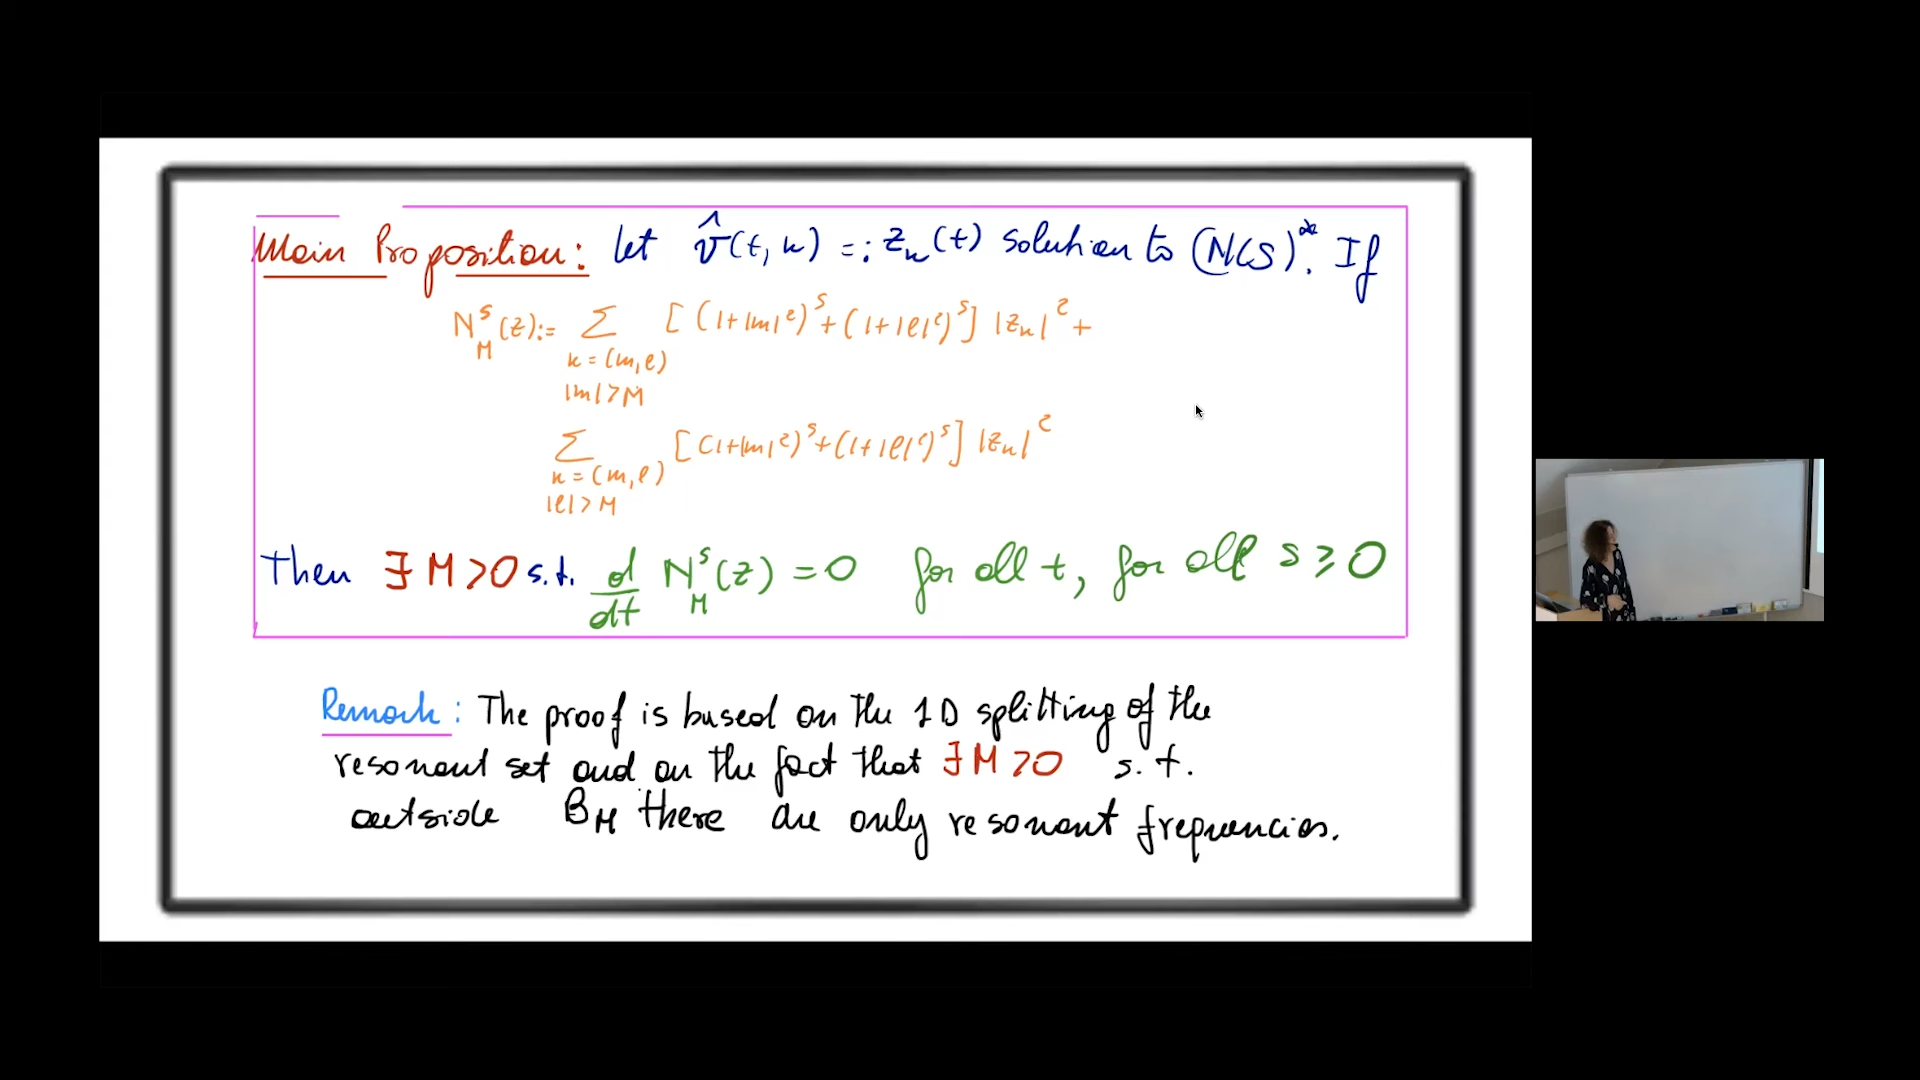 Main Proposition: let v̂(t,k) =: z_k(t) solution to (NLS)*. If
N^s_M(z) := ∑ [(1+|m|²)^s + (1+|l|²)^s] |z_k|² +
k=(m,l)
|m|>M
∑ [(1+|m|²)^s + (1+|l|²)^s] |z_k|²
k=(m,l)
|l|>M
Then ∃ M>0 s.t. d/dt N^s_M(z) = 0 for all t, for all s ≥ 0
Remark: The proof is based on the 1D splitting of the
resonant set and on the fact that ∃ M>0 s.t.
outside B_M there are only resonant frequencies.